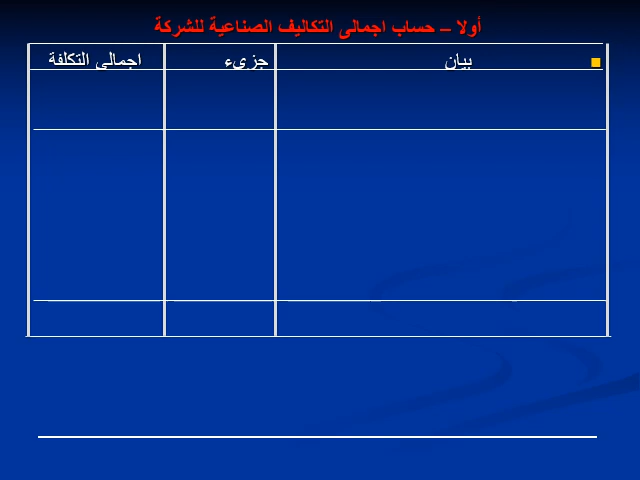 أولا – حساب اجمالى التكاليف الصناعية للشركة
بيان جزىء اجمالى التكلفة